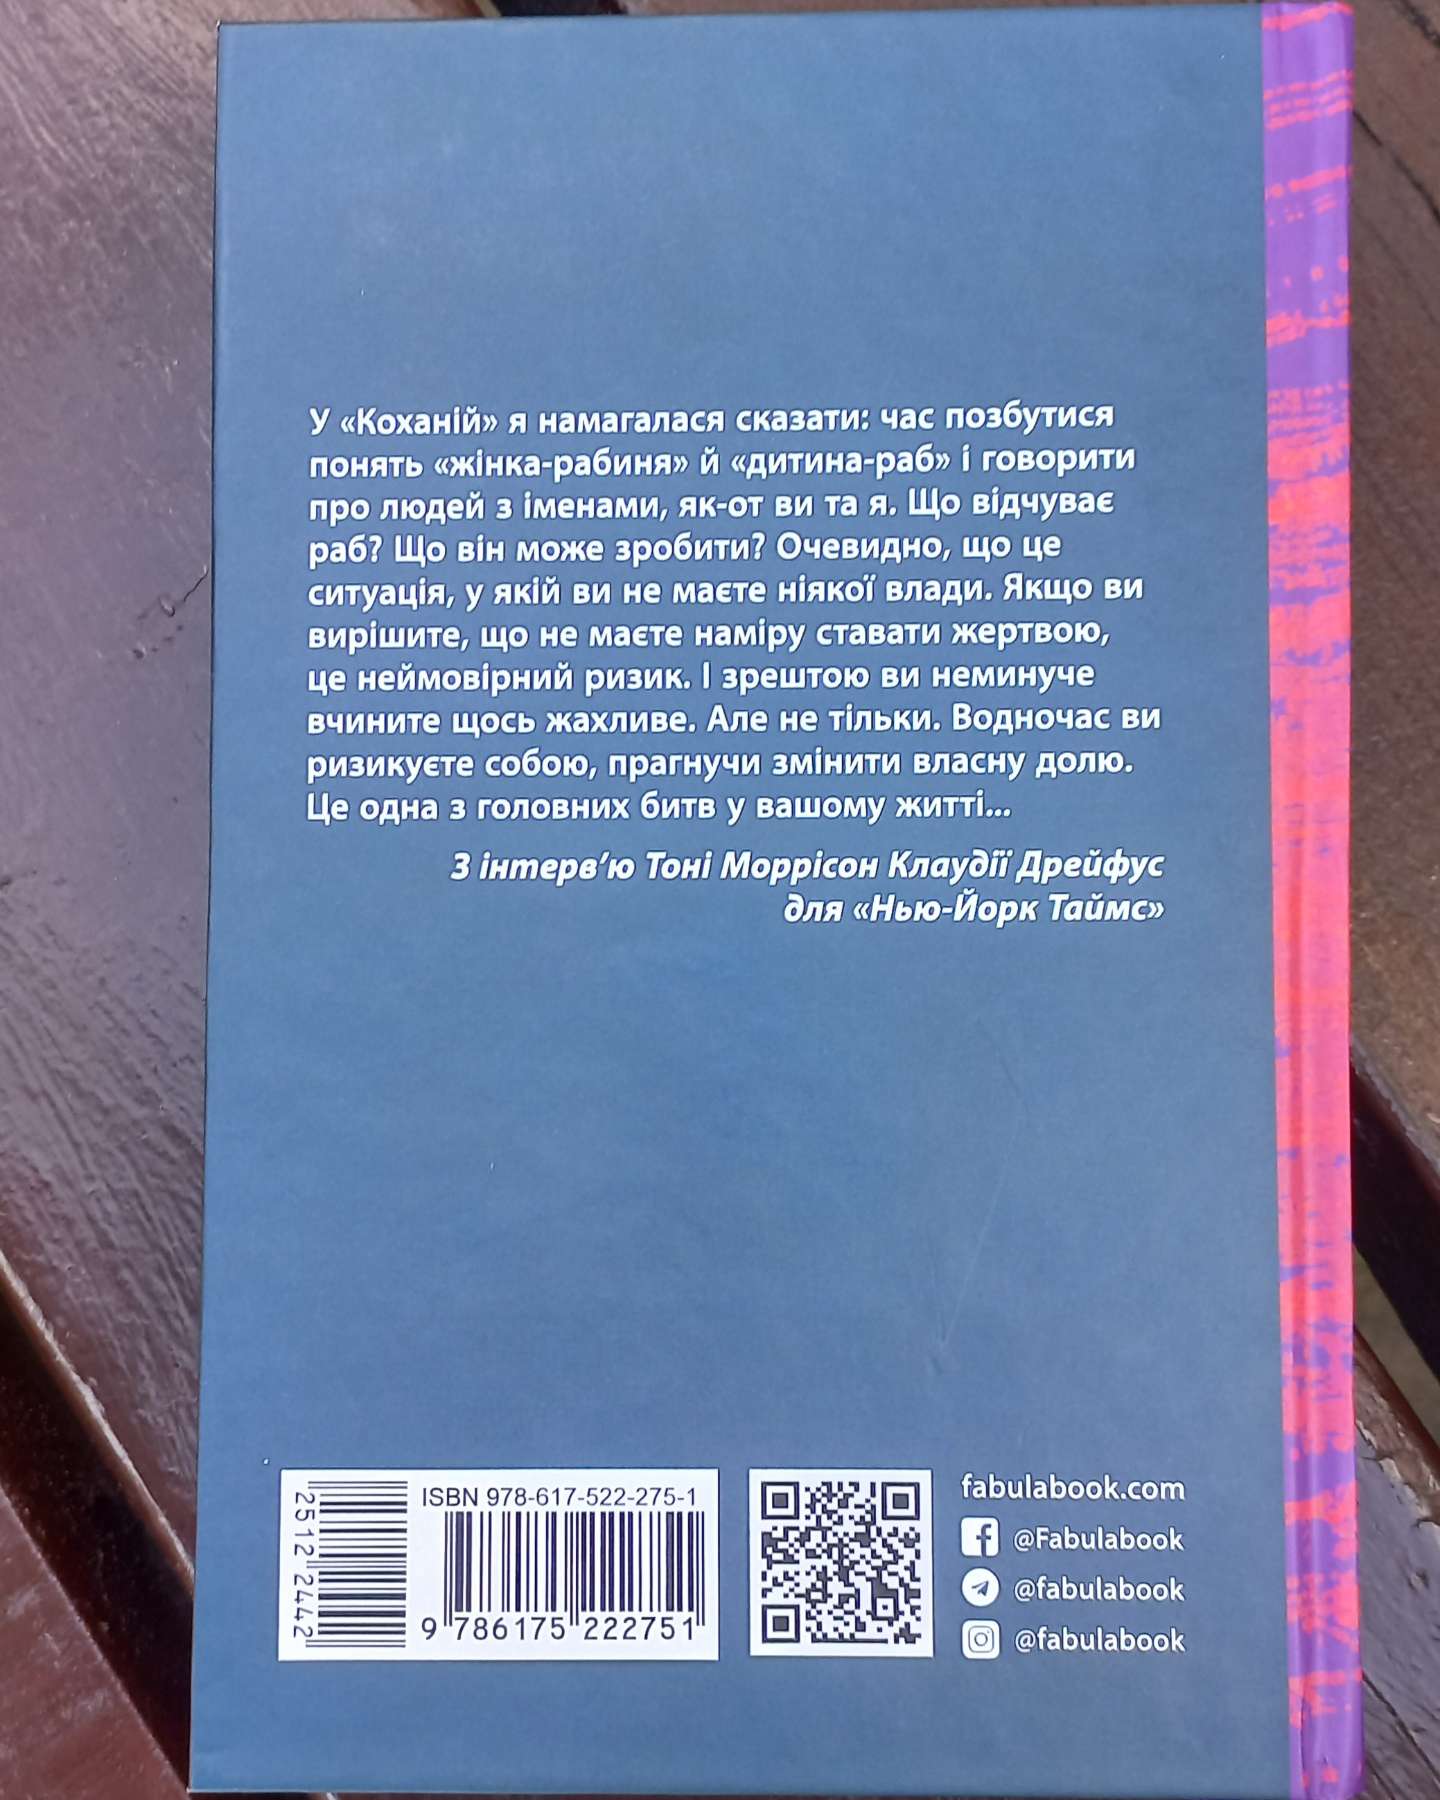 У «Коханій» я намагалася сказати: час позбутися
понять «жінка-рабиня» й «дитина-раб» і говорити
про людей з іменами, як-от ви та я. Що відчуває
раб? Що він може зробити? Очевидно, що це
ситуація, у якій ви не маєте ніякої влади. Якщо ви
вирішите, що не маєте наміру ставати жертвою,
це неймовірний ризик. І зрештою ви неминуче
вчините щось жахливе. Але не тільки. Водночас ви
ризикуєте собою, прагнучи змінити власну долю.
Це одна з головних битв у вашому житті...
З інтерв’ю Тоні Моррісон Клаудії Дрейфус
для «Нью-Йорк Таймс»
2512 2442
ISBN 978-617-522-275-1
9 786175 222751
fabulabook.com
@Fabulabook
@fabulabook
@fabulabook